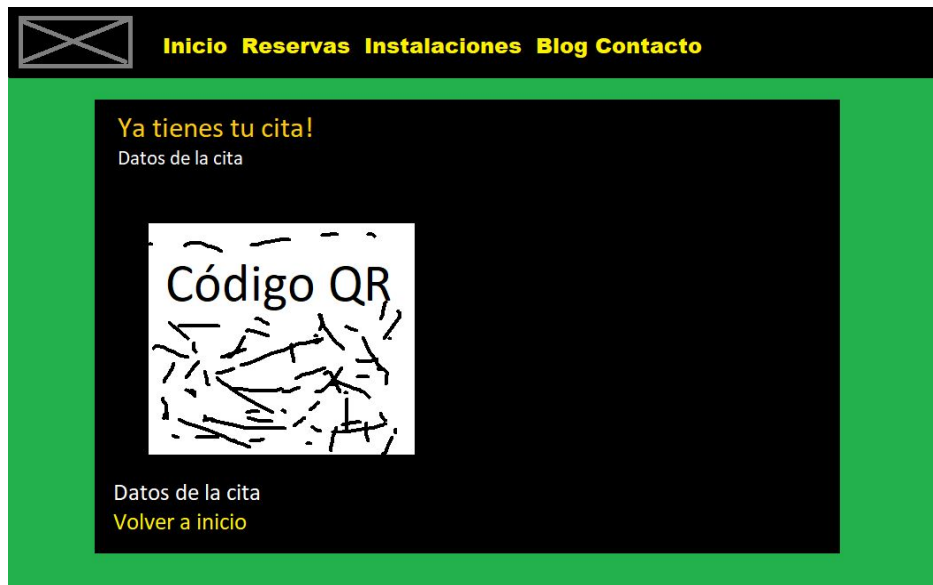 Inicio Reservas Instalaciones Blog Contacto
Ya tienes tu cita!
Datos de la cita
Código QR
Datos de la cita
Volver a inicio